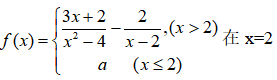 f(x) = { (3x+2)/(x²−4) − 2/(x−2), (x > 2) 在 x=2
a (x ≤ 2)